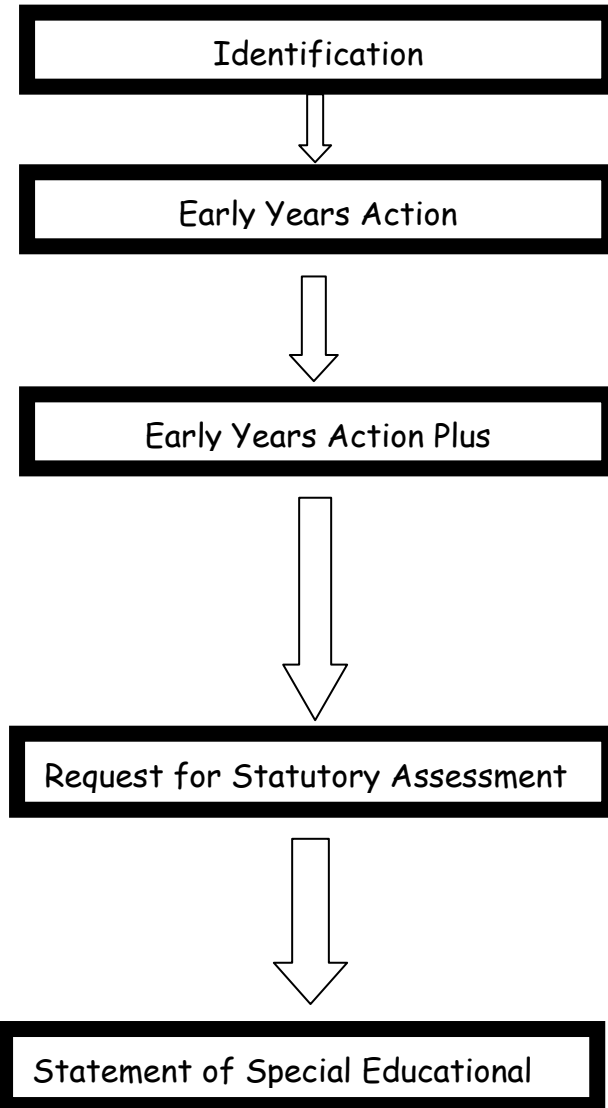 Identification
Early Years Action
Early Years Action Plus
Request for Statutory Assessment
Statement of Special Educational